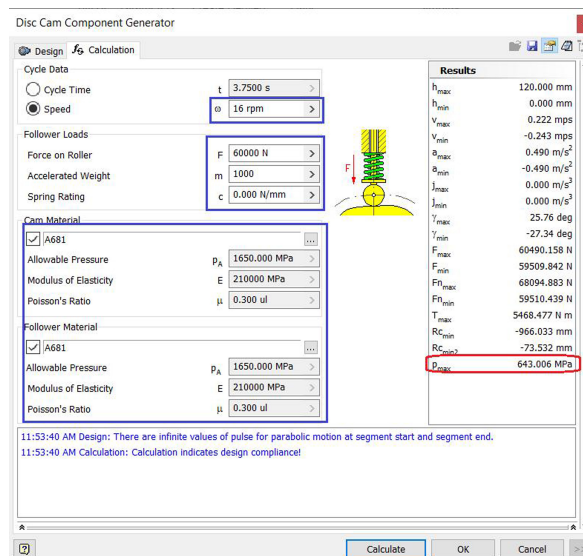 Disc Cam Component Generator
Design
Calculation
Cycle Data
Cycle Time
t 3.7500 s
Speed
ω 16 rpm
Follower Loads
Force on Roller F 60000 N
Accelerated Weight m 1000
Spring Rating c 0.000 N/mm
F
Cam Material
A681
...
Allowable Pressure pA 1650.000 MPa
Modulus of Elasticity E 210000 MPa
Poisson's Ratio μ 0.300 ul
Follower Material
A681
...
Allowable Pressure pA 1650.000 MPa
Modulus of Elasticity E 210000 MPa
Poisson's Ratio μ 0.300 ul
Results
hmax 120.000 mm
hmin 0.000 mm
vmax 0.222 mps
vmin -0.243 mps
amax 0.490 m/s²
amin -0.490 m/s²
jmax 0.000 m/s³
jmin 0.000 m/s³
γmax 25.76 deg
γmin -27.34 deg
Fmax 60490.158 N
Fmin 59509.842 N
Fnmax 68094.883 N
Fnmin 59510.439 N
Tmax 5468.477 N m
Rcmin -966.033 mm
Rcmin2 -73.532 mm
pmax 643.006 MPa
11:53:40 AM Design: There are infinite values of pulse for parabolic motion at segment start and segment end.
11:53:40 AM Calculation: Calculation indicates design compliance!
Calculate
OK
Cancel
>